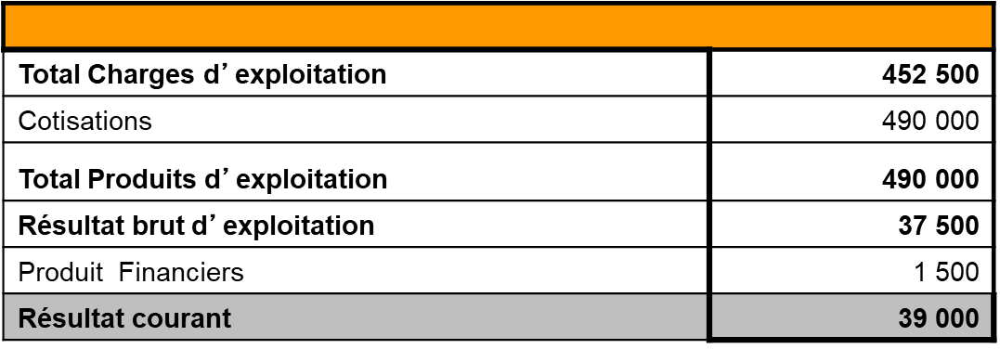 Total Charges d’ exploitation 452 500
Cotisations 490 000
Total Produits d’ exploitation 490 000
Résultat brut d’ exploitation 37 500
Produit  Financiers 1 500
Résultat courant 39 000